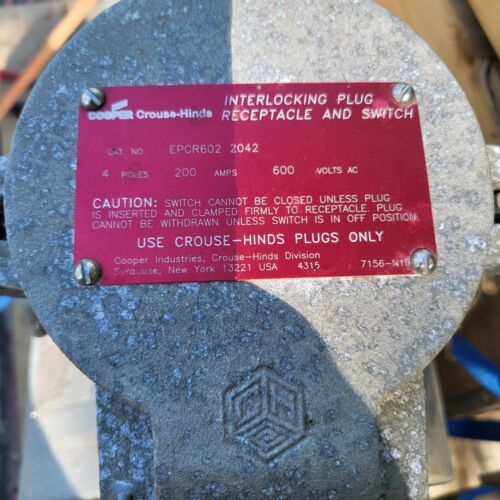 COOPER Crouse-Hinds
INTERLOCKING PLUG
RECEPTACLE AND SWITCH
CAT. NO. EPCR602 2042
4 POLES 200 AMPS 600 VOLTS AC
CAUTION: SWITCH CANNOT BE CLOSED UNLESS PLUG
IS INSERTED AND CLAMPED FIRMLY TO RECEPTACLE. PLUG
CANNOT BE WITHDRAWN UNLESS SWITCH IS IN OFF POSITION.
USE CROUSE-HINDS PLUGS ONLY
Cooper Industries, Crouse-Hinds Division
Syracuse, New York 13221 USA 4315